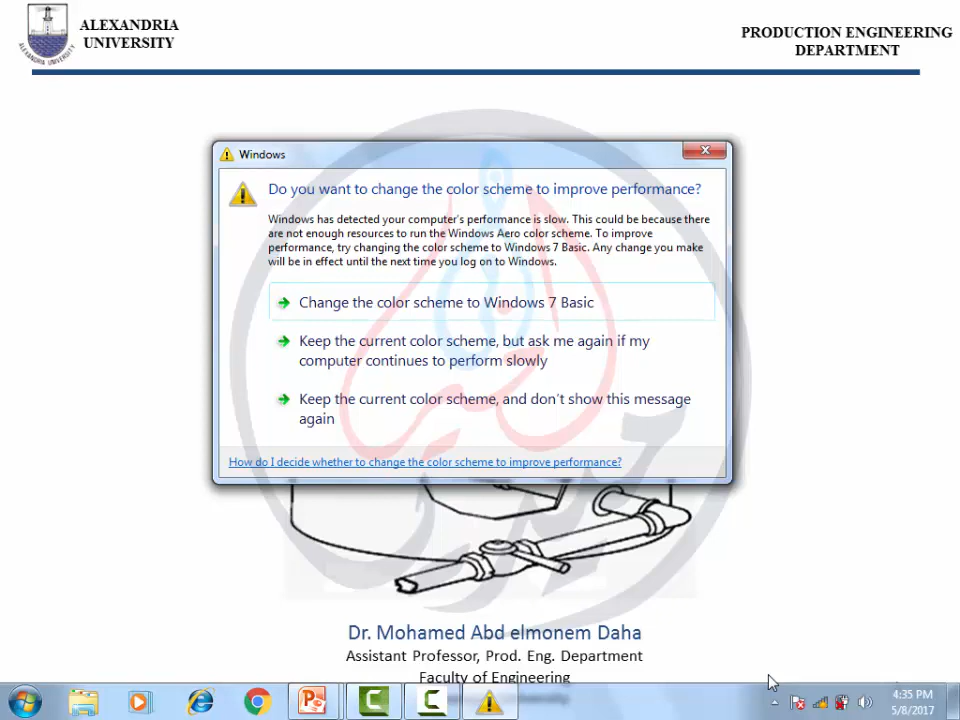 ALEXANDRIA
UNIVERSITY
PRODUCTION ENGINEERING
DEPARTMENT
Windows
Do you want to change the color scheme to improve performance?
Windows has detected your computer's performance is slow. This could be because there
are not enough resources to run the Windows Aero color scheme. To improve
performance, try changing the color scheme to Windows 7 Basic. Any change you make
will be in effect until the next time you log on to Windows.
Change the color scheme to Windows 7 Basic
Keep the current color scheme, but ask me again if my
computer continues to perform slowly
Keep the current color scheme, and don't show this message
again
How do I decide whether to change the color scheme to improve performance?
Dr. Mohamed Abd elmonem Daha
Assistant Professor, Prod. Eng. Department
Faculty of Engineering
4:35 PM
5/8/2017